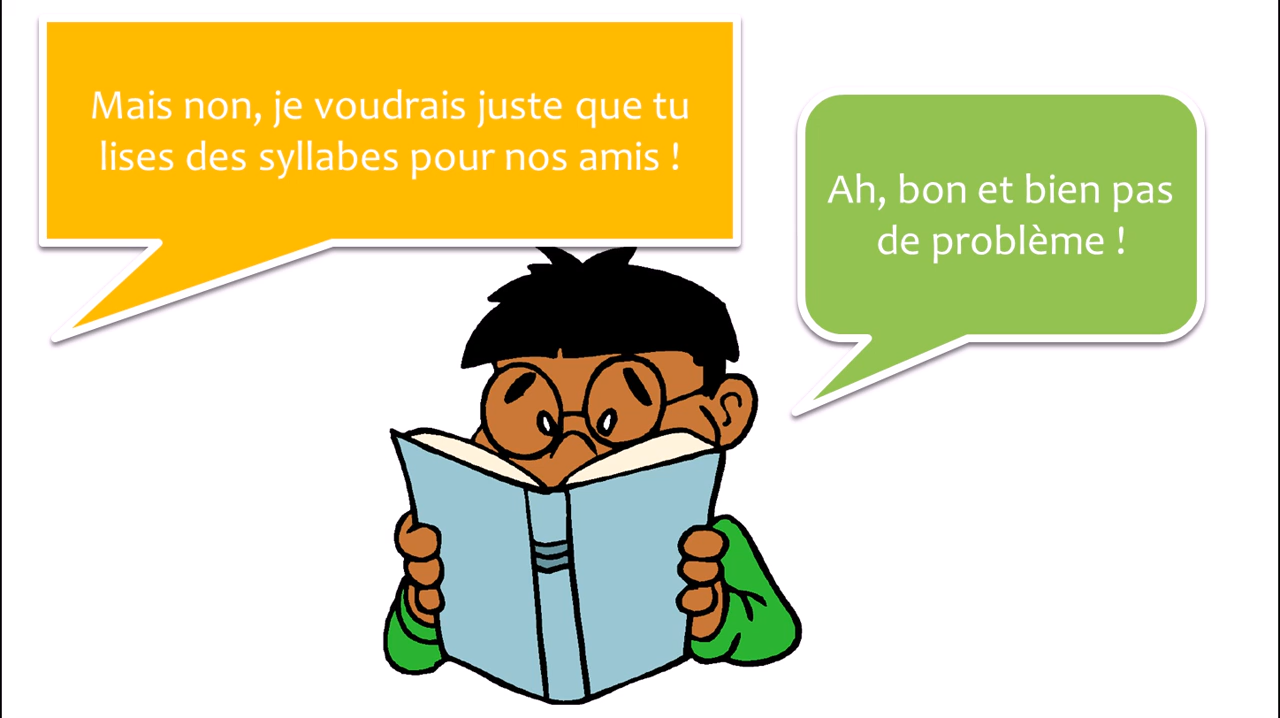 Mais non, je voudrais juste que tu
lises des syllabes pour nos amis !
Ah, bon et bien pas
de problème !